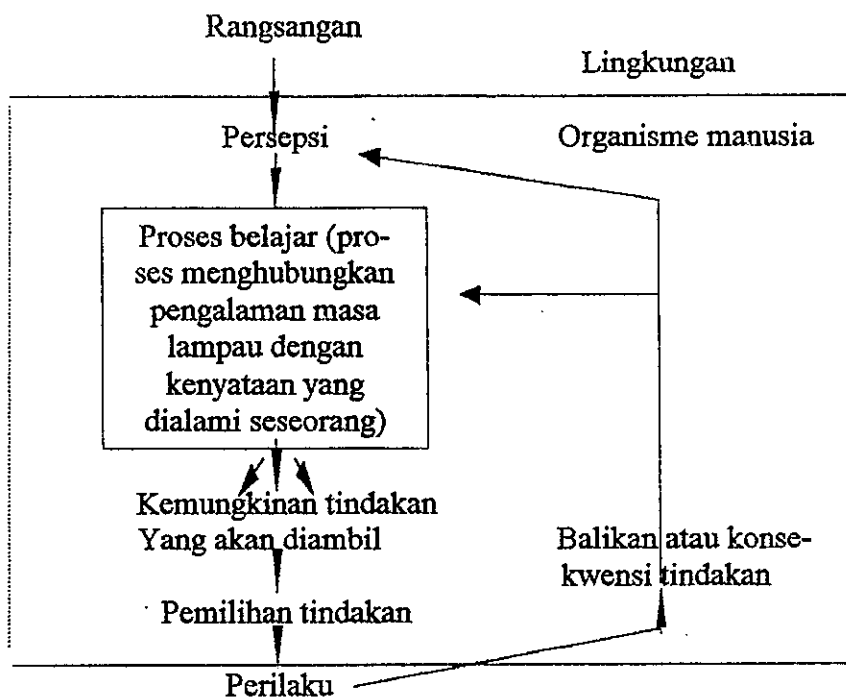 Rangsangan
Lingkungan
Persepsi
Organisme manusia
Proses belajar (pro-
ses menghubungkan
pengalaman masa
lampau dengan
kenyataan yang
dialami seseorang)
Kemungkinan tindakan
Yang akan diambil
Balikan atau konse-
kwensi tindakan
Pemilihan tindakan
Perilaku